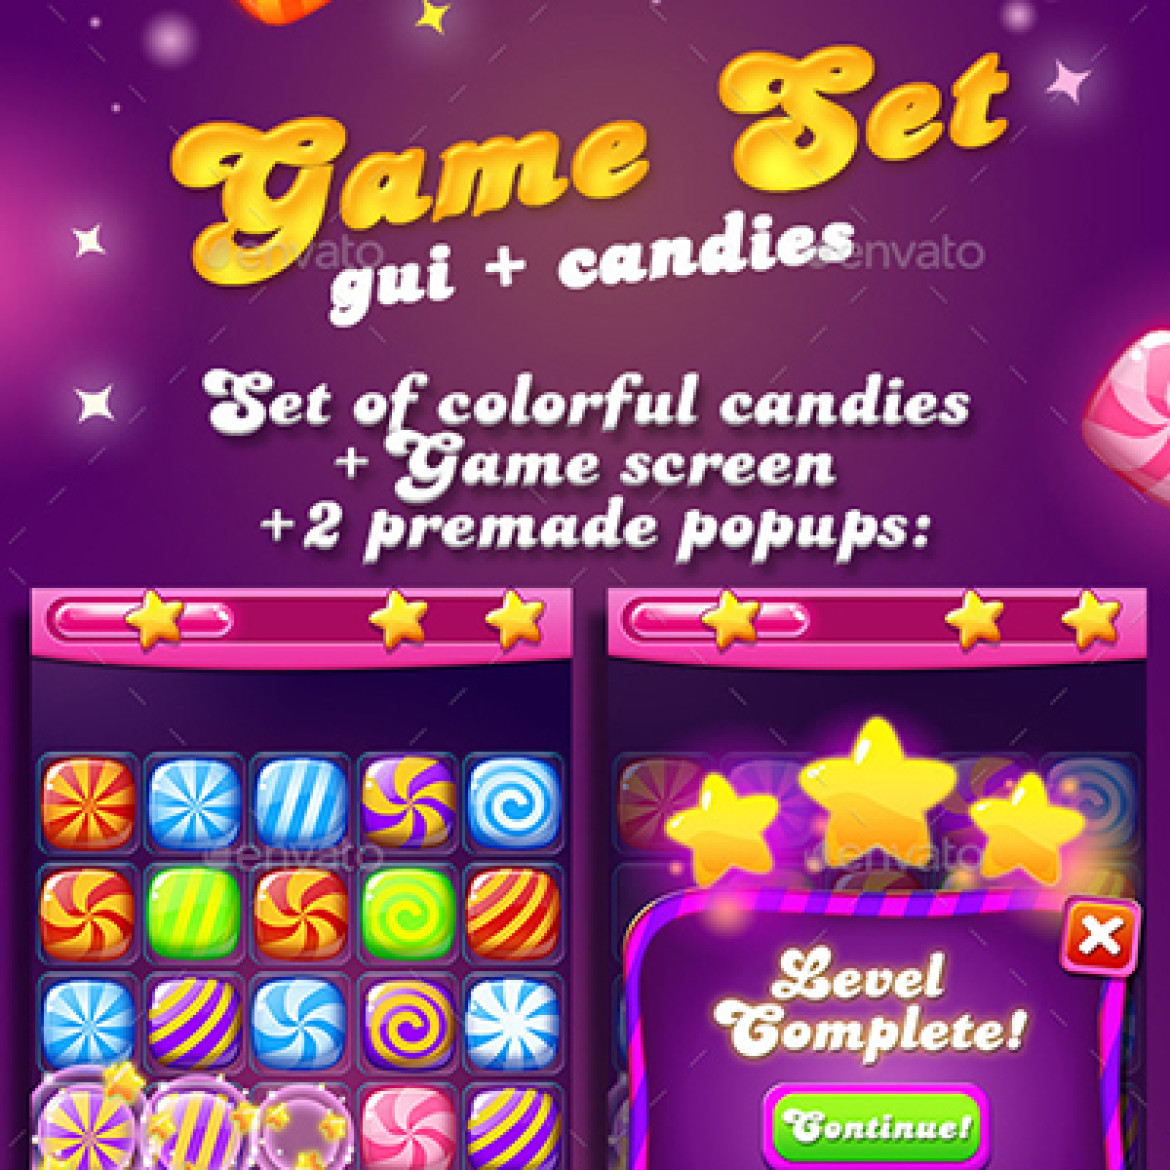 Game Set
gui + candies
envato envato
Set of colorful candies
+ Game screen
+2 premade popups:
envato envato
Level
Complete!
Continue!